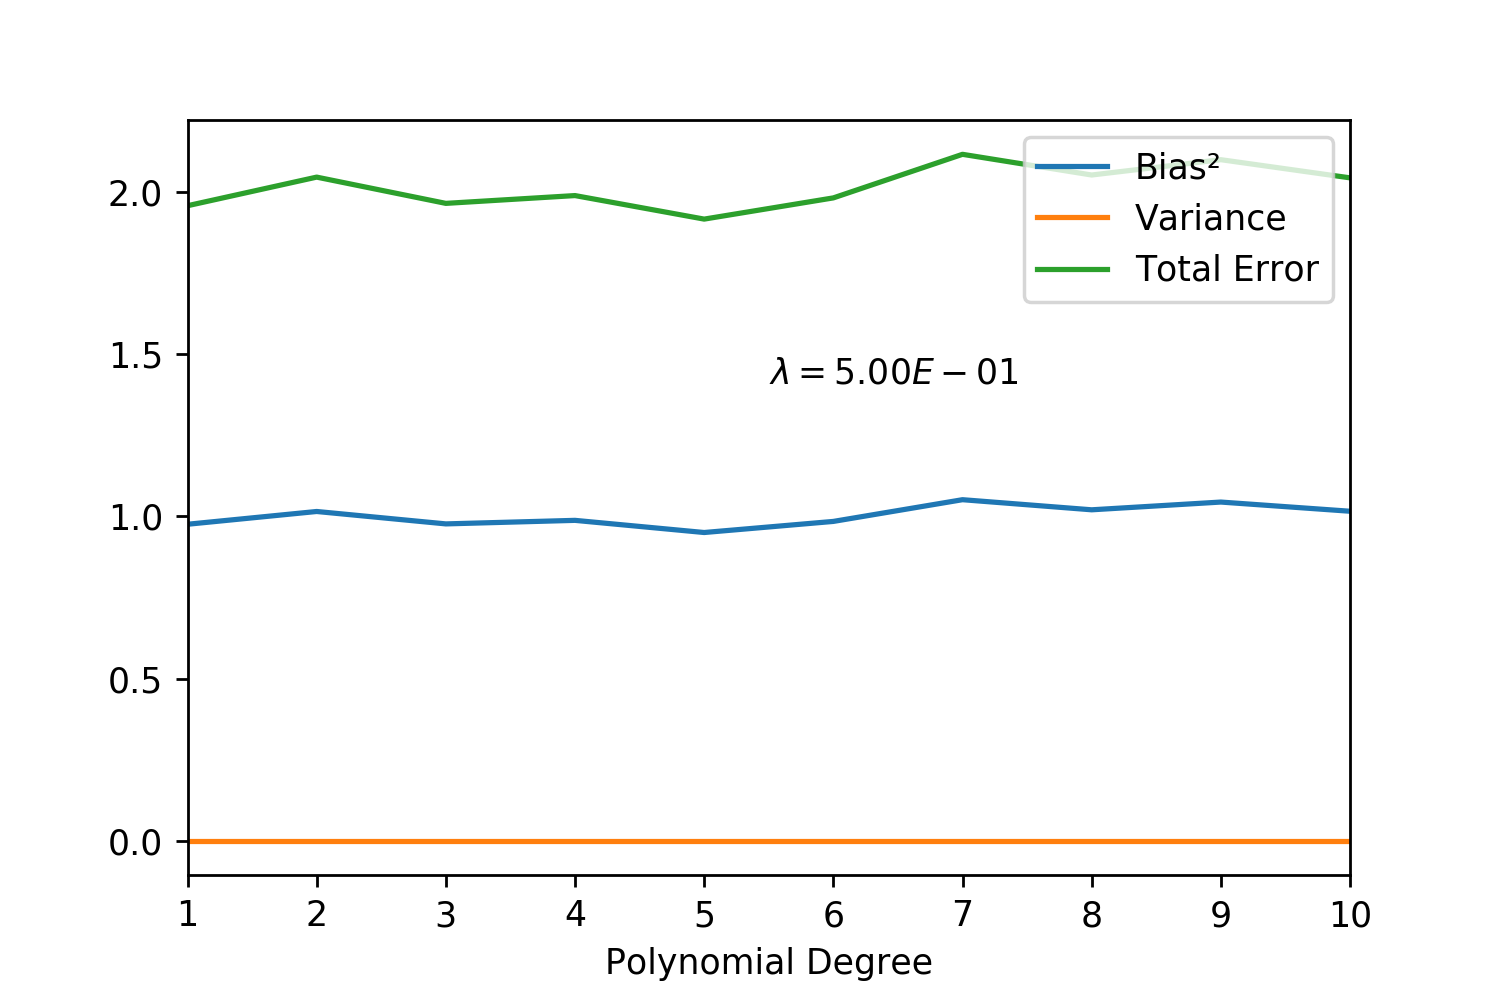 Bias²
Variance
Total Error
λ = 5.00E − 01
2.0
1.5
1.0
0.5
0.0
1 2 3 4 5 6 7 8 9 10
Polynomial Degree